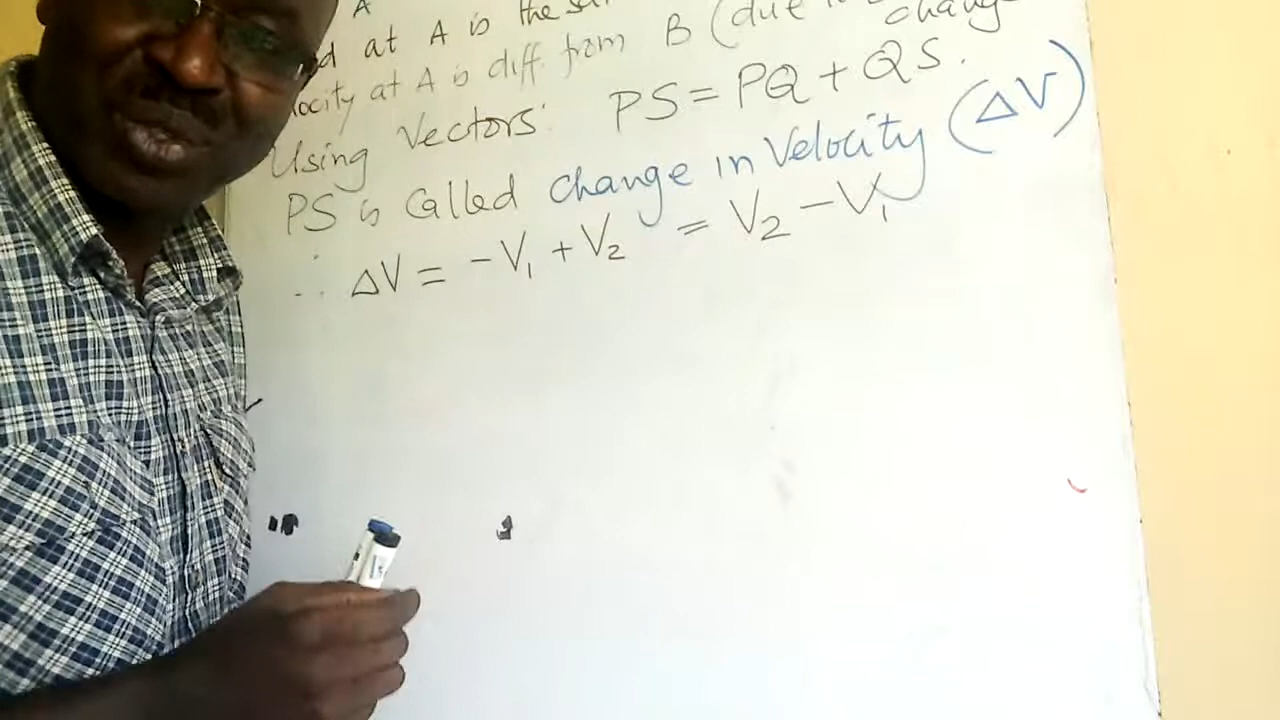 A
at A is the
locity at A is diff. from B (due change
Using Vectors: PS = PQ + QS.
PS is Called Change in Velocity (ΔV)
∴ ΔV = -V₁ + V₂ = V₂ - V₁